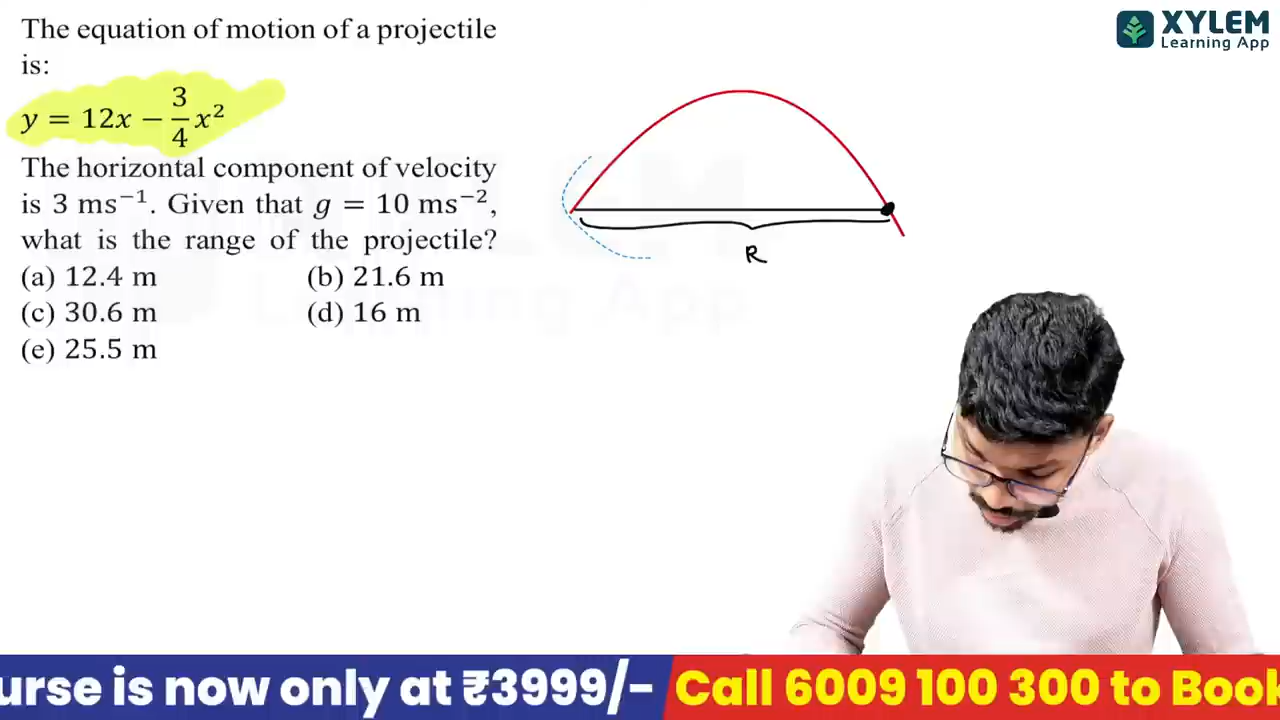 The equation of motion of a projectile
is:
y = 12x − 3/4 x²
The horizontal component of velocity
is 3 ms⁻¹. Given that g = 10 ms⁻²,
what is the range of the projectile?
(a) 12.4 m (b) 21.6 m
(c) 30.6 m (d) 16 m
(e) 25.5 m
R
XYLEM
Learning App
Learning App
urse is now only at ₹3999/- Call 6009 100 300 to Book